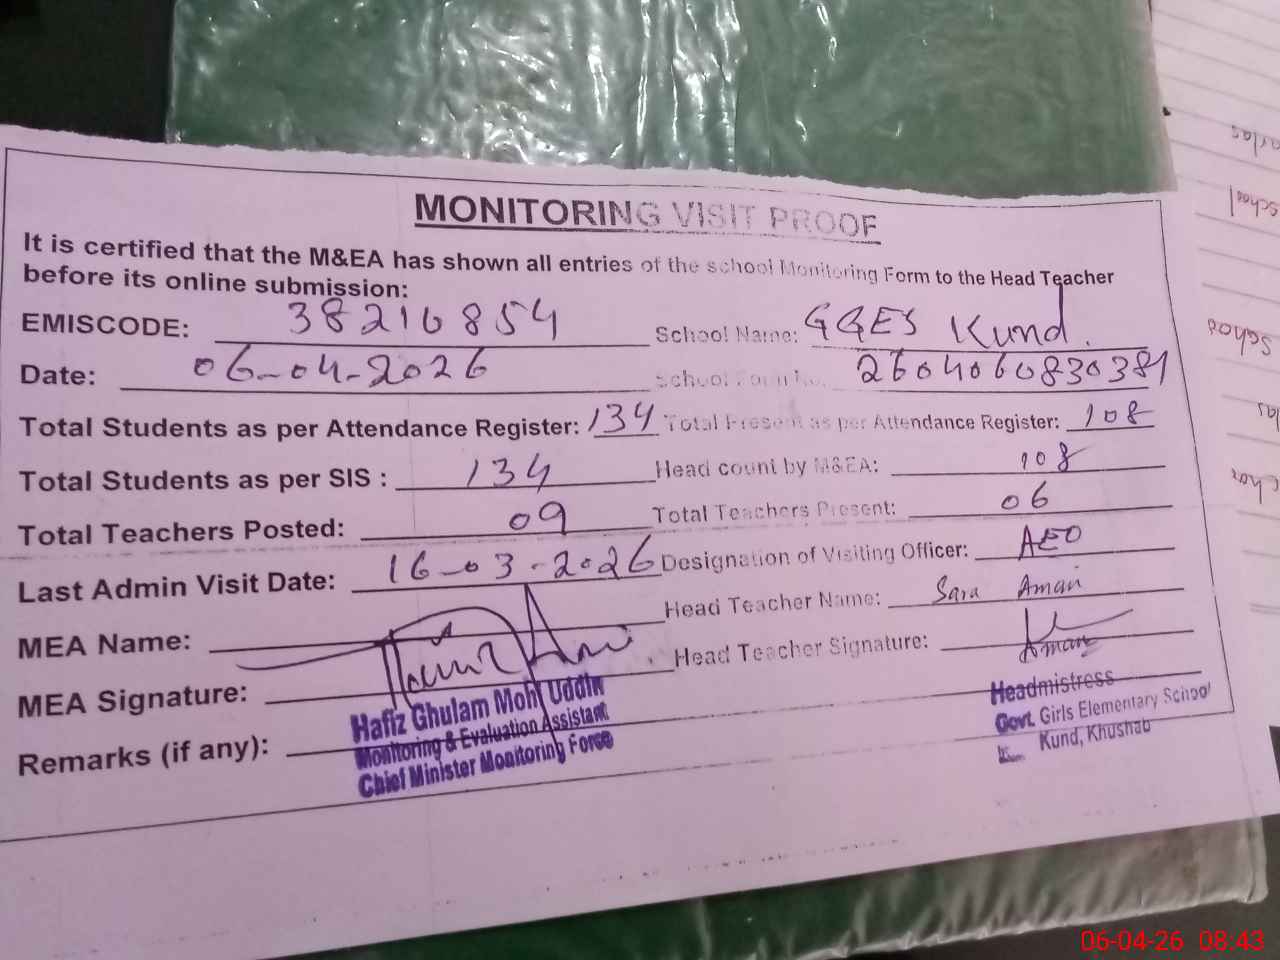 MONITORING VISIT PROOF
It is certified that the M&EA has shown all entries of the school Monitoring Form to the Head Teacher
before its online submission:
EMISCODE: 38210854 School Name: GGES Kund.
Date: 06-04-2026 School Form No. 2604060830381
Total Students as per Attendance Register: 134 Total Present as per Attendance Register: 108
Total Students as per SIS : 134 Head count by M&EA: 108
Total Teachers Posted: 09 Total Teachers Present: 06
Last Admin Visit Date: 16-03-2026 Designation of Visiting Officer: AEO
MEA Name: Head Teacher Name: Sara Aman
MEA Signature: Head Teacher Signature:
Remarks (if any):
Hafiz Ghulam Mohi Uddin
Monitoring & Evaluation Assistant
Chief Minister Monitoring Force
Headmistress
Govt. Girls Elementary School
Kund, Khushab
school
06-04-26 08:43